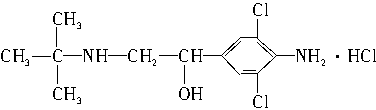 CH₃ Cl
CH₃—C—NH—CH₂—CH NH₂ · HCl
CH₃ OH Cl